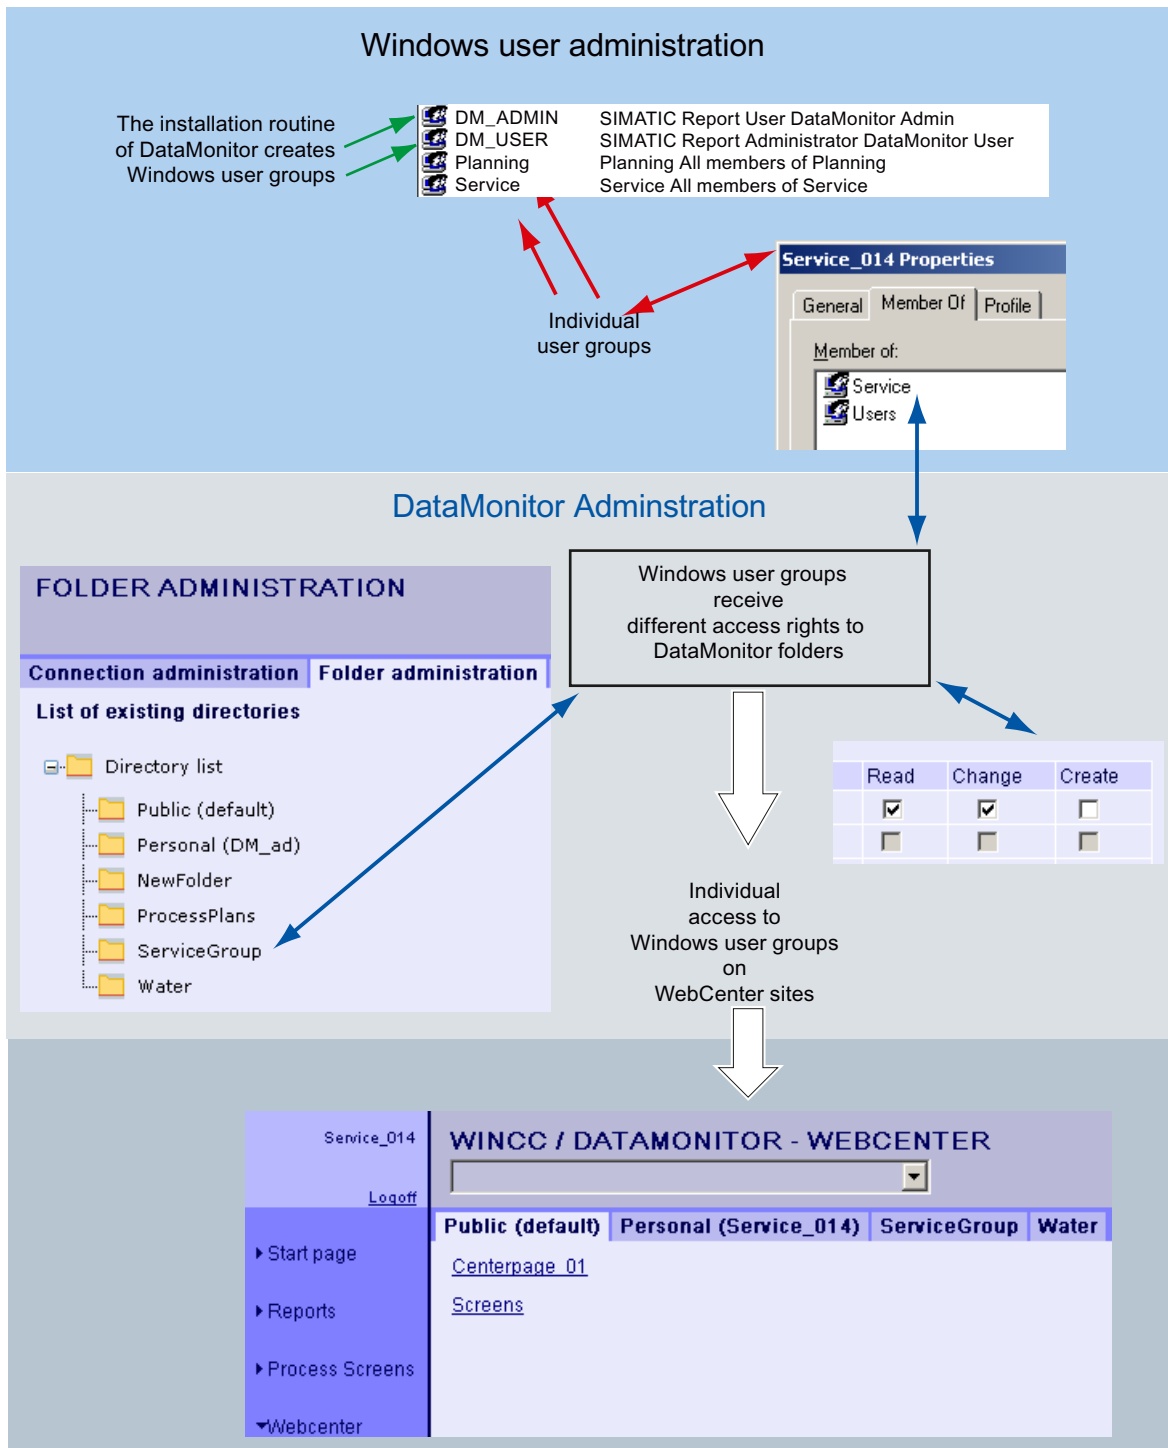 Windows user administration
The installation routine
of DataMonitor creates
Windows user groups
DM_ADMIN SIMATIC Report User DataMonitor Admin
DM_USER SIMATIC Report Administrator DataMonitor User
Planning Planning All members of Planning
Service Service All members of Service
Individual
user groups
Service_014 Properties
General Member Of Profile
Member of:
Service
Users
DataMonitor Adminstration
FOLDER ADMINISTRATION
Connection administration Folder administration
List of existing directories
Directory list
Public (default)
Personal (DM_ad)
NewFolder
ProcessPlans
ServiceGroup
Water
Windows user groups
receive
different access rights to
DataMonitor folders
Read Change Create
Individual
access to
Windows user groups
on
WebCenter sites
Service_014
Logoff
WINCC / DATAMONITOR - WEBCENTER
Public (default) Personal (Service_014) ServiceGroup Water
Centerpage_01
Screens
Start page
Reports
Process Screens
Webcenter